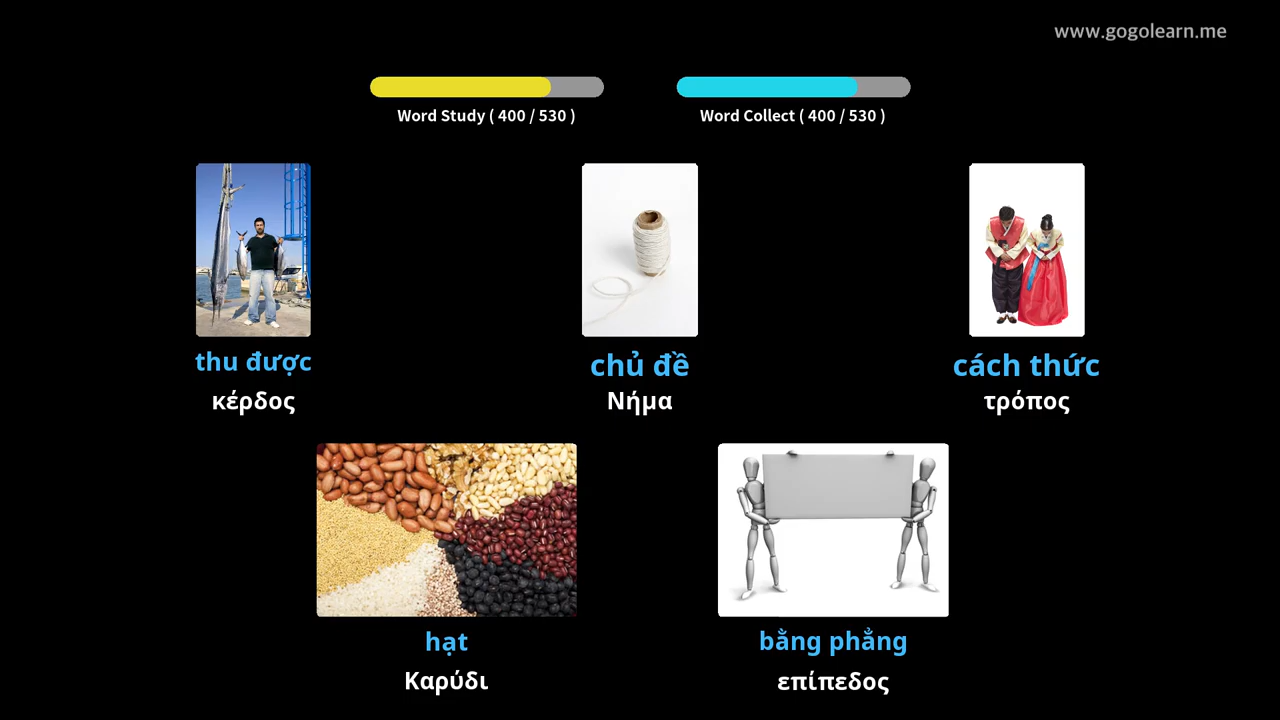 www.gogolearn.me
Word Study ( 400 / 530 )
Word Collect ( 400 / 530 )
thu được
κέρδος
chủ đề
Νήμα
cách thức
τρόπος
hạt
Καρύδι
bằng phẳng
επίπεδος